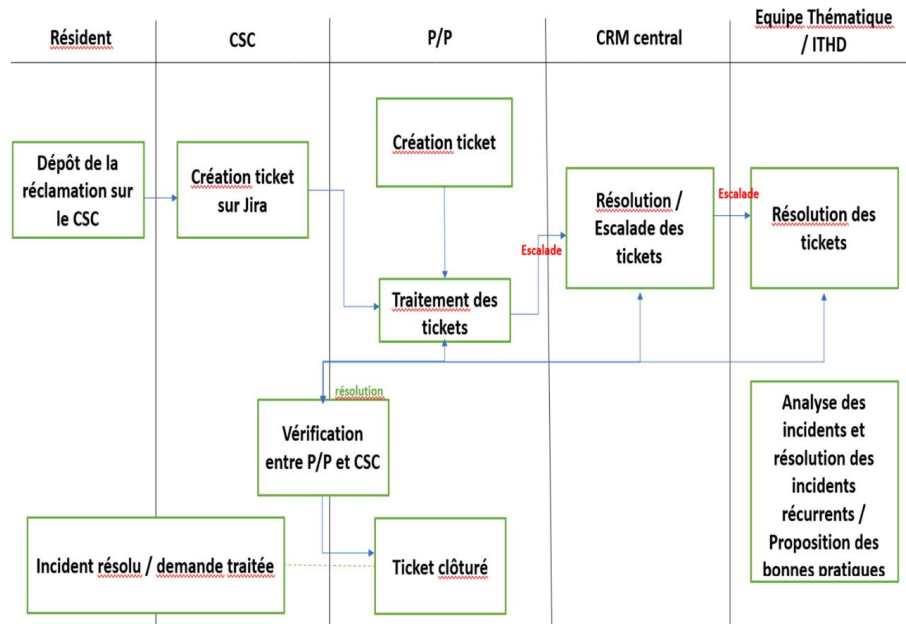 Résident
CSC
P/P
CRM central
Equipe Thématique
/ ITHD
Dépôt de la
réclamation sur
le CSC
Création ticket
sur Jira
Création ticket
Traitement des
tickets
Escalade
Résolution /
Escalade des
tickets
Escalade
Résolution des
tickets
résolution
Vérification
entre P/P et CSC
Analyse des
incidents et
résolution des
incidents
récurrents /
Proposition des
bonnes pratiques
Incident résolu / demande traitée
Ticket clôturé